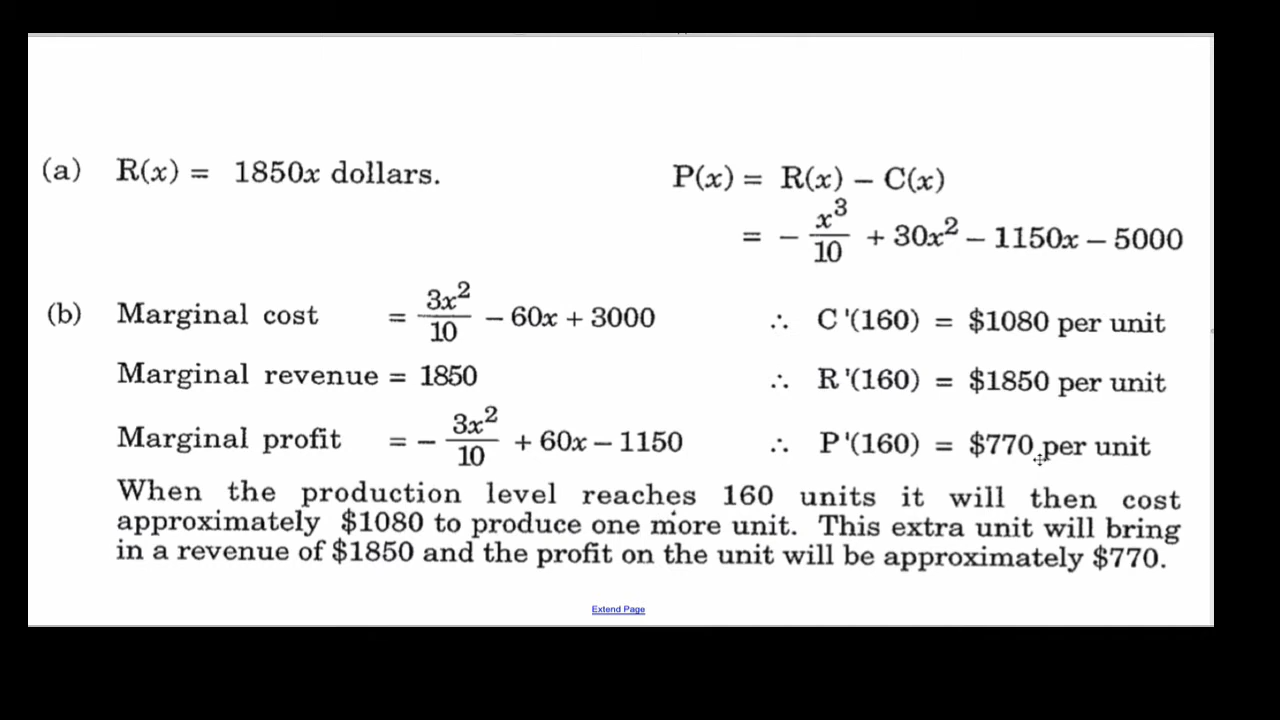 (a) R(x) = 1850x dollars. P(x) = R(x) − C(x)
= − x³/10 + 30x² − 1150x − 5000
(b) Marginal cost = 3x²/10 − 60x + 3000 ∴ C'(160) = $1080 per unit
Marginal revenue = 1850 ∴ R'(160) = $1850 per unit
Marginal profit = − 3x²/10 + 60x − 1150 ∴ P'(160) = $770 per unit
When the production level reaches 160 units it will then cost
approximately $1080 to produce one more unit. This extra unit will bring
in a revenue of $1850 and the profit on the unit will be approximately $770.
Extend Page